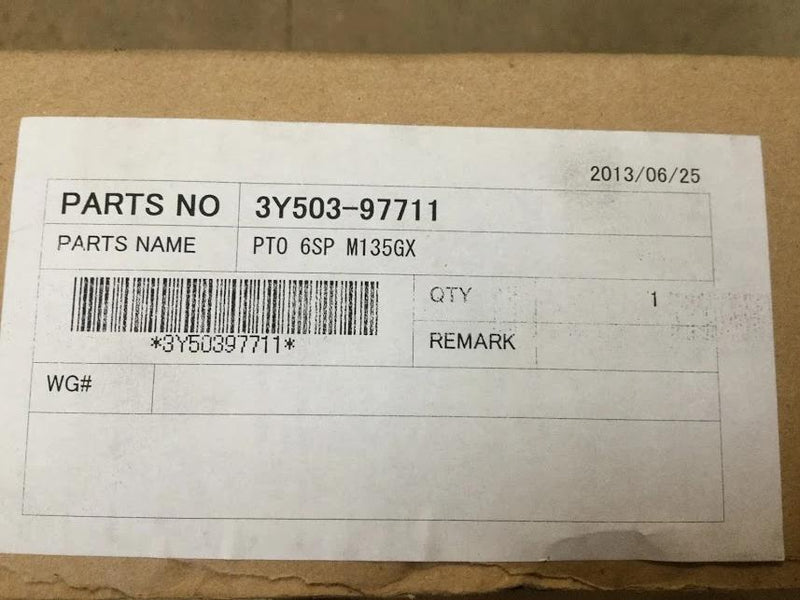 2013/06/25
PARTS NO 3Y503-97711
PARTS NAME PTO 6SP M135GX
QTY 1
*3Y50397711*
REMARK
WG#